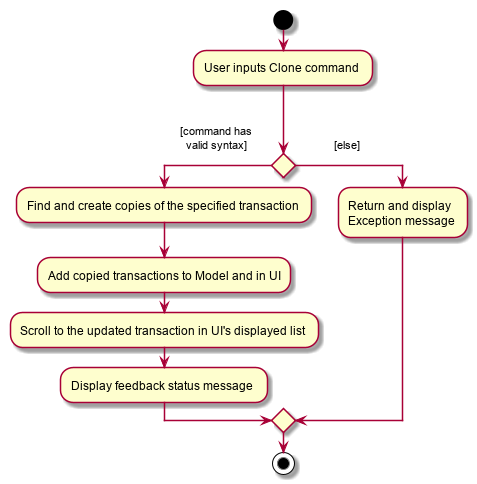 User inputs Clone command
[command has
valid syntax]
[else]
Find and create copies of the specified transaction
Return and display
Exception message
Add copied transactions to Model and in UI
Scroll to the updated transaction in UI's displayed list
Display feedback status message